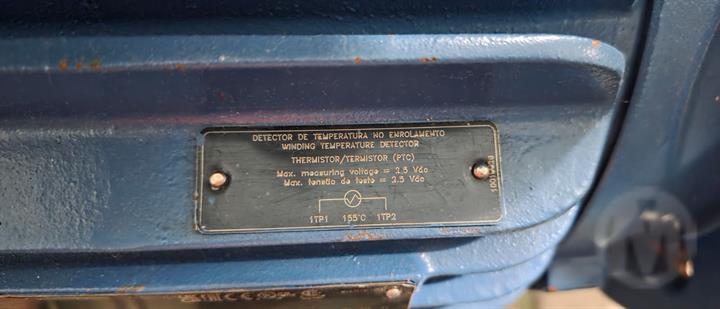 DETECTOR DE TEMPERATURA NO ENROLAMENTO
WINDING TEMPERATURE DETECTOR
THERMISTOR/TERMISTOR (PTC)
Max. measuring voltage = 2.5 Vdc
Max. tensão de teste = 2.5 Vdc
1TP1 155°C 1TP2